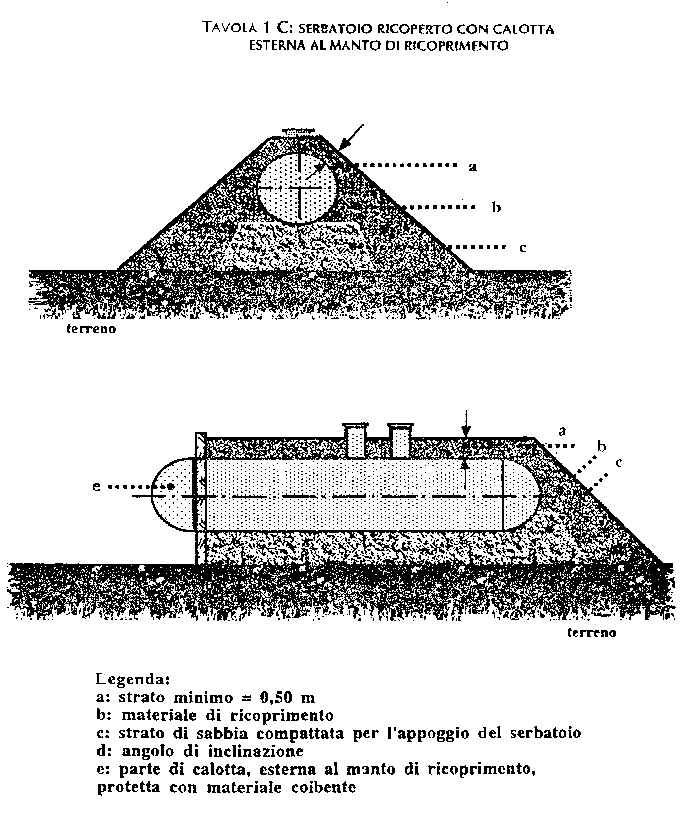 TAVOLA 1 C: SERBATOIO RICOPERTO CON CALOTTA
ESTERNA AL MANTO DI RICOPRIMENTO
a
b
c
terreno
a
b
c
e
terreno
Legenda:
a: strato minimo = 0,50 m
b: materiale di ricoprimento
c: strato di sabbia compattata per l'appoggio del serbatoio
d: angolo di inclinazione
e: parte di calotta, esterna al manto di ricoprimento,
protetta con materiale coibente